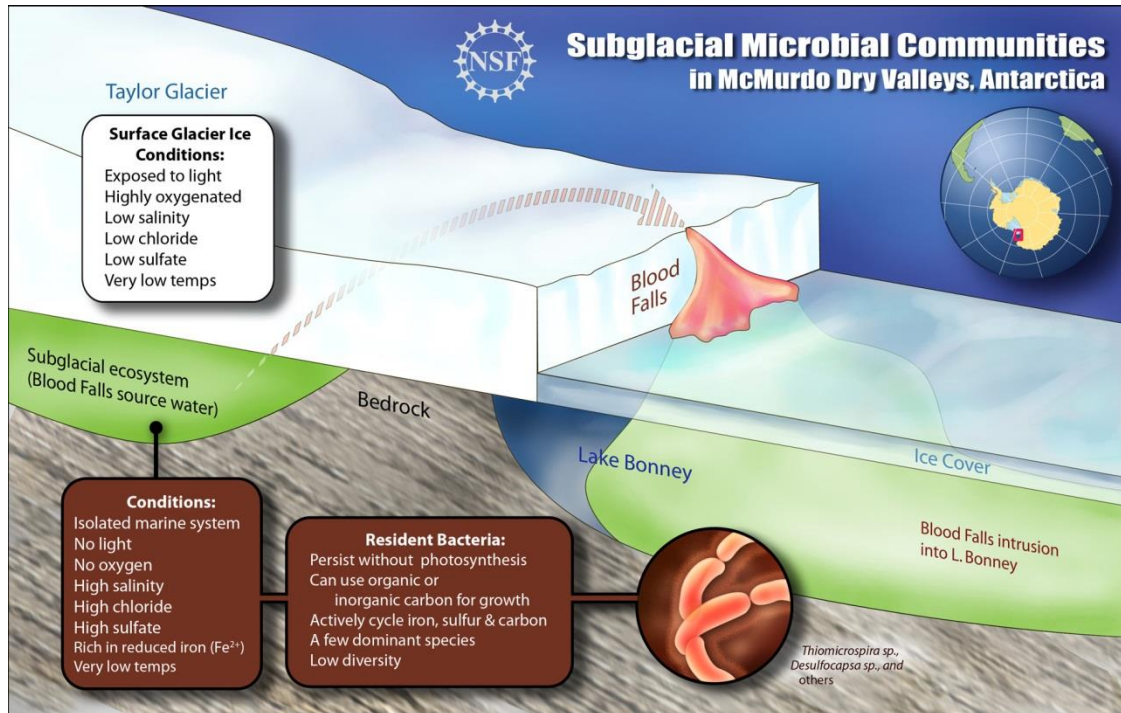 NSF
Subglacial Microbial Communities
in McMurdo Dry Valleys, Antarctica
Taylor Glacier
Surface Glacier Ice
Conditions:
Exposed to light
Highly oxygenated
Low salinity
Low chloride
Low sulfate
Very low temps
Blood
Falls
Subglacial ecosystem
(Blood Falls source water)
Bedrock
Lake Bonney
Ice Cover
Blood Falls intrusion
into L. Bonney
Conditions:
Isolated marine system
No light
No oxygen
High salinity
High chloride
High sulfate
Rich in reduced iron (Fe²⁺)
Very low temps
Resident Bacteria:
Persist without photosynthesis
Can use organic or
inorganic carbon for growth
Actively cycle iron, sulfur & carbon
A few dominant species
Low diversity
Thiomicrospira sp.,
Desulfocapsa sp., and
others